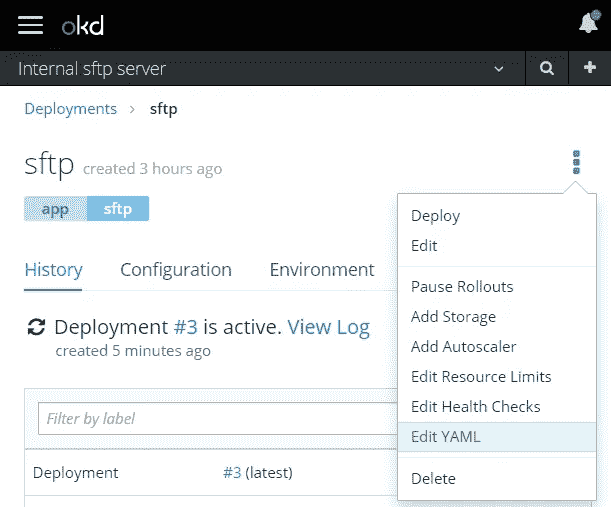 okd
Internal sftp server
Deployments > sftp
sftp created 3 hours ago
app sftp
History Configuration Environment
Deployment #3 is active. View Log
created 5 minutes ago
Filter by label
Deployment #3 (latest)
Deploy
Edit
Pause Rollouts
Add Storage
Add Autoscaler
Edit Resource Limits
Edit Health Checks
Edit YAML
Delete